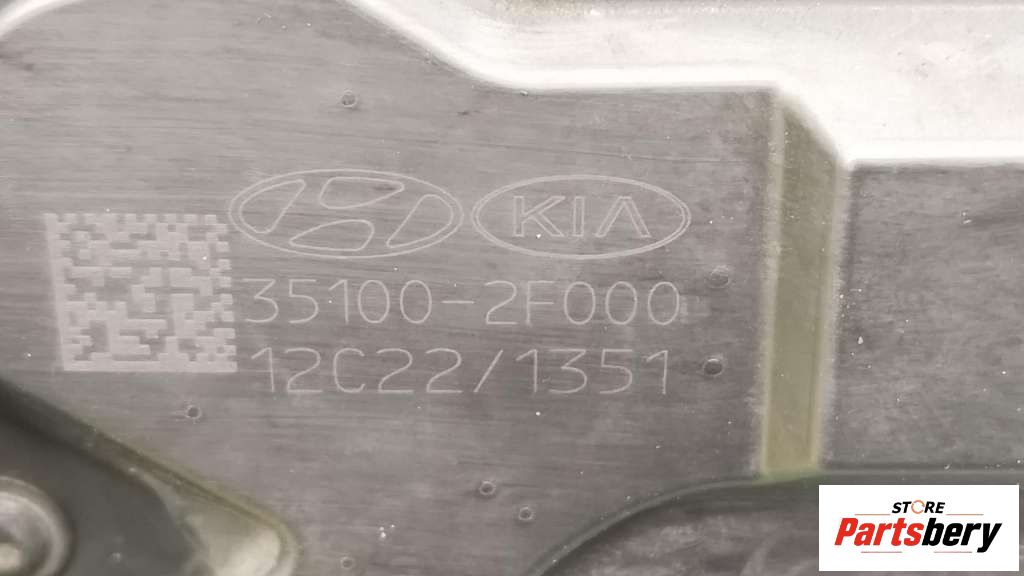 KIA
35100-2F000
12C22/1351
STORE
Partsbery